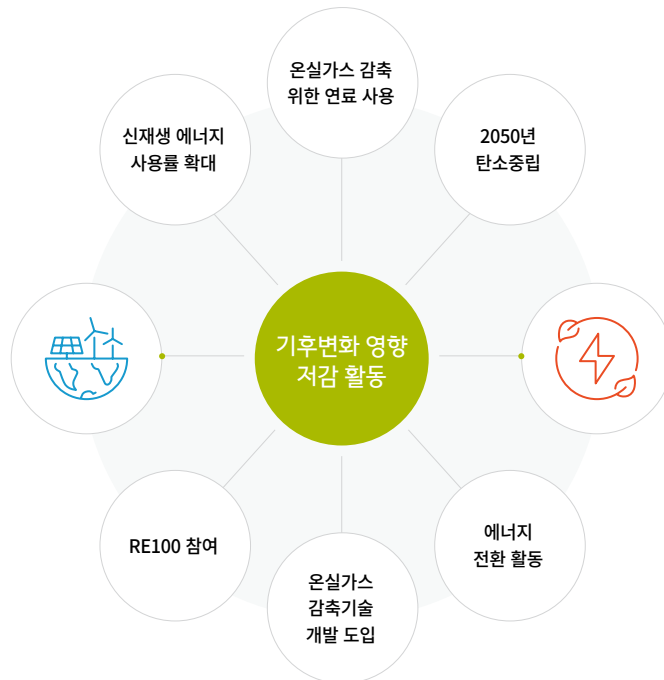 온실가스 감축
위한 연료 사용
신재생 에너지
사용률 확대
2050년
탄소중립
기후변화 영향
저감 활동
RE100 참여
에너지
전환 활동
온실가스
감축기술
개발 도입